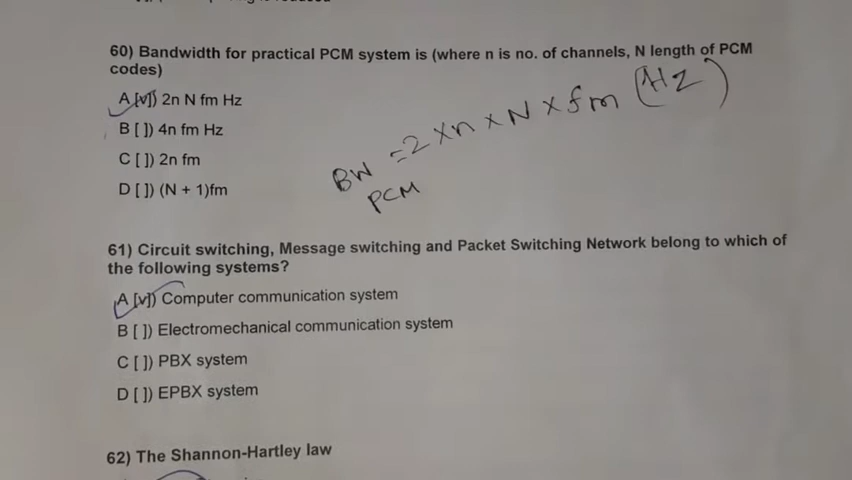 60) Bandwidth for practical PCM system is (where n is no. of channels, N length of PCM
codes)
A [v]) 2n N fm Hz
B [ ]) 4n fm Hz
C [ ]) 2n fm
D [ ]) (N + 1)fm
BW = 2 × n × N × fm (Hz)
PCM
61) Circuit switching, Message switching and Packet Switching Network belong to which of
the following systems?
A [v]) Computer communication system
B [ ]) Electromechanical communication system
C [ ]) PBX system
D [ ]) EPBX system
62) The Shannon-Hartley law